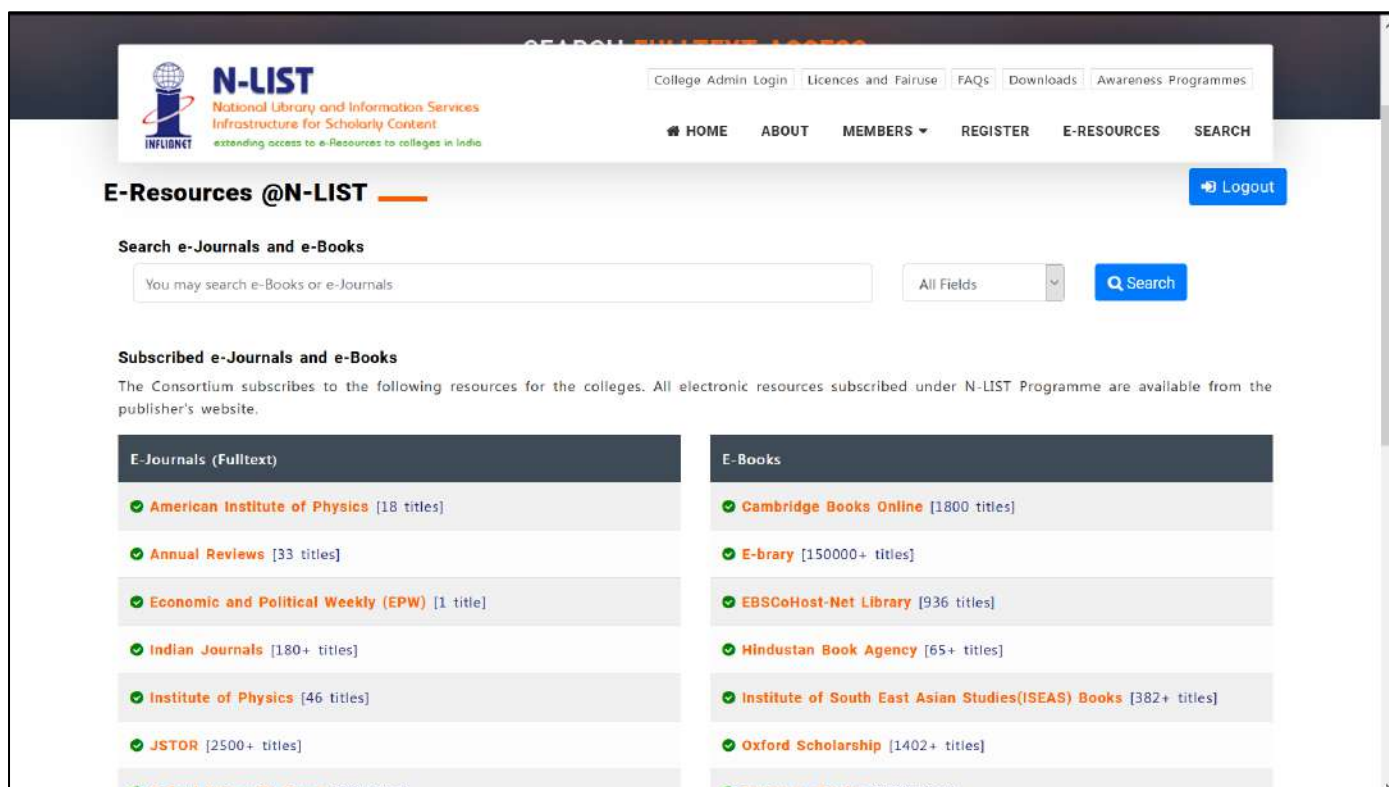 SEARCH FULLTEXT ACCESS
N-LIST
National Library and Information Services
Infrastructure for Scholarly Content
extending access to e-Resources to colleges in India
INFLIBNET
College Admin Login
Licences and Fairuse
FAQs
Downloads
Awareness Programmes
HOME
ABOUT
MEMBERS
REGISTER
E-RESOURCES
SEARCH
E-Resources @N-LIST
Logout
Search e-Journals and e-Books
You may search e-Books or e-Journals
All Fields
Search
Subscribed e-Journals and e-Books
The Consortium subscribes to the following resources for the colleges. All electronic resources subscribed under N-LIST Programme are available from the
publisher's website.
E-Journals (Fulltext)
American Institute of Physics [18 titles]
Annual Reviews [33 titles]
Economic and Political Weekly (EPW) [1 title]
Indian Journals [180+ titles]
Institute of Physics [46 titles]
JSTOR [2500+ titles]
E-Books
Cambridge Books Online [1800 titles]
E-brary [150000+ titles]
EBSCoHost-Net Library [936 titles]
Hindustan Book Agency [65+ titles]
Institute of South East Asian Studies(ISEAS) Books [382+ titles]
Oxford Scholarship [1402+ titles]